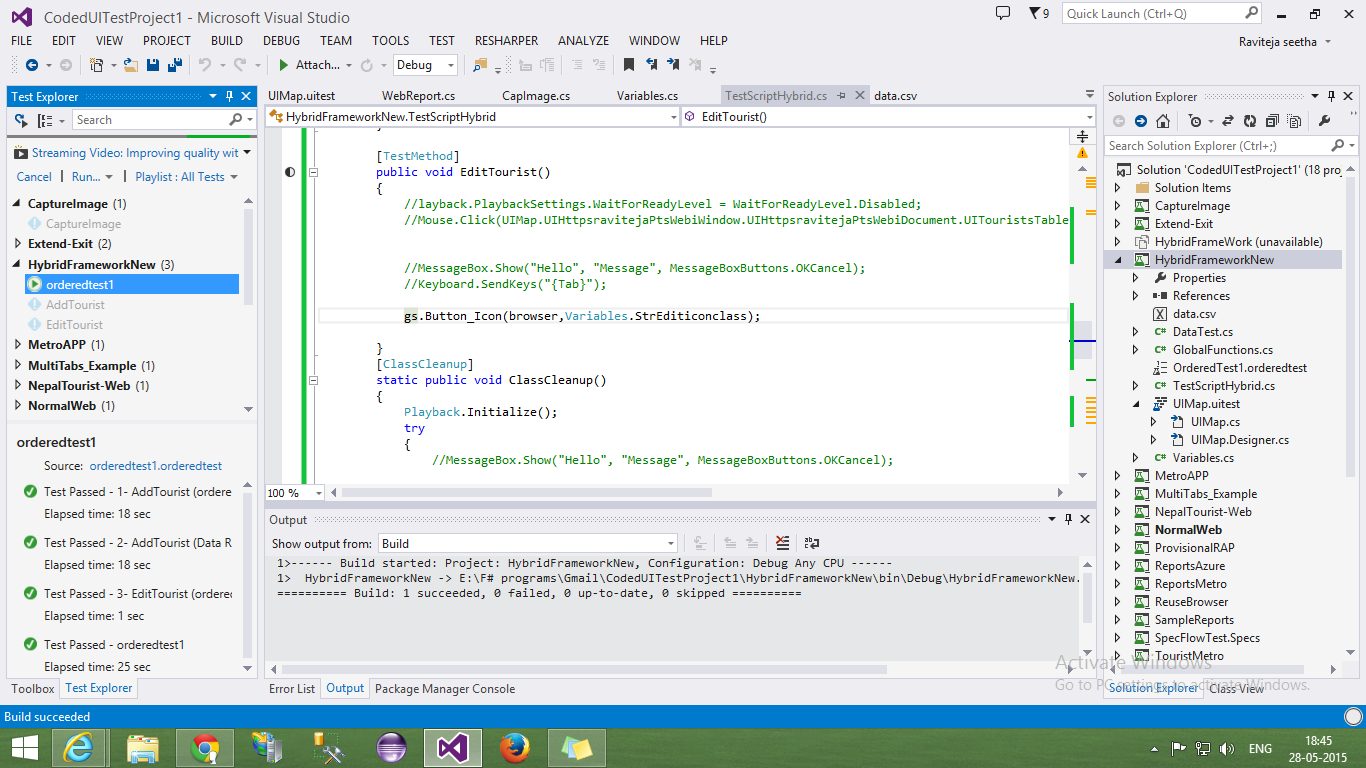 CodedUITestProject1 - Microsoft Visual Studio
9
Quick Launch (Ctrl+Q)
FILE EDIT VIEW PROJECT BUILD DEBUG TEAM TOOLS TEST RESHARPER ANALYZE WINDOW HELP
Raviteja seetha
Attach...
Debug
Test Explorer
Search
Streaming Video: Improving quality wit
Cancel Run... Playlist : All Tests
CaptureImage (1)
CaptureImage
Extend-Exit (2)
HybridFrameworkNew (3)
orderedtest1
AddTourist
EditTourist
MetroAPP (1)
MultiTabs_Example (1)
NepalTourist-Web (1)
NormalWeb (1)
orderedtest1
Source: orderedtest1.orderedtest
Test Passed - 1- AddTourist (ordere
Elapsed time: 18 sec
Test Passed - 2- AddTourist (Data R
Elapsed time: 18 sec
Test Passed - 3- EditTourist (orderec
Elapsed time: 1 sec
Test Passed - orderedtest1
Elapsed time: 25 sec
Toolbox Test Explorer
UIMap.uitest WebReport.cs CapImage.cs Variables.cs TestScriptHybrid.cs data.csv
HybridFrameworkNew.TestScriptHybrid
EditTourist()
}
[TestMethod]
public void EditTourist()
{
//layback.PlaybackSettings.WaitForReadyLevel = WaitForReadyLevel.Disabled;
//Mouse.Click(UIMap.UIHttpsravitejaPtsWebiWindow.UIHttpsravitejaPtsWebiDocument.UITouristsTable
//MessageBox.Show("Hello", "Message", MessageBoxButtons.OKCancel);
//Keyboard.SendKeys("{Tab}");
gs.Button_Icon(browser,Variables.StrEditiconclass);
}
[ClassCleanup]
static public void ClassCleanup()
{
Playback.Initialize();
try
{
//MessageBox.Show("Hello", "Message", MessageBoxButtons.OKCancel);
100 %
Output
Show output from: Build
1>------ Build started: Project: HybridFrameworkNew, Configuration: Debug Any CPU ------
1>  HybridFrameworkNew -> E:\F# programs\Gmail\CodedUITestProject1\HybridFrameworkNew\bin\Debug\HybridFrameworkNew.
========== Build: 1 succeeded, 0 failed, 0 up-to-date, 0 skipped ==========
Error List Output Package Manager Console
Solution Explorer
Search Solution Explorer (Ctrl+;)
Solution 'CodedUITestProject1' (18 proj
Solution Items
CaptureImage
Extend-Exit
HybridFrameWork (unavailable)
HybridFrameworkNew
Properties
References
data.csv
C# DataTest.cs
C# GlobalFunctions.cs
OrderedTest1.orderedtest
C# TestScriptHybrid.cs
UIMap.uitest
UIMap.cs
UIMap.Designer.cs
C# Variables.cs
MetroAPP
MultiTabs_Example
NepalTourist-Web
NormalWeb
ProvisionalRAP
ReportsAzure
ReportsMetro
ReuseBrowser
SampleReports
SpecFlowTest.Specs
TouristMetro
Activate Windows
Go to PC settings to activate Windows.
Solution Explorer Class View
Build succeeded
ENG
18:45
28-05-2015